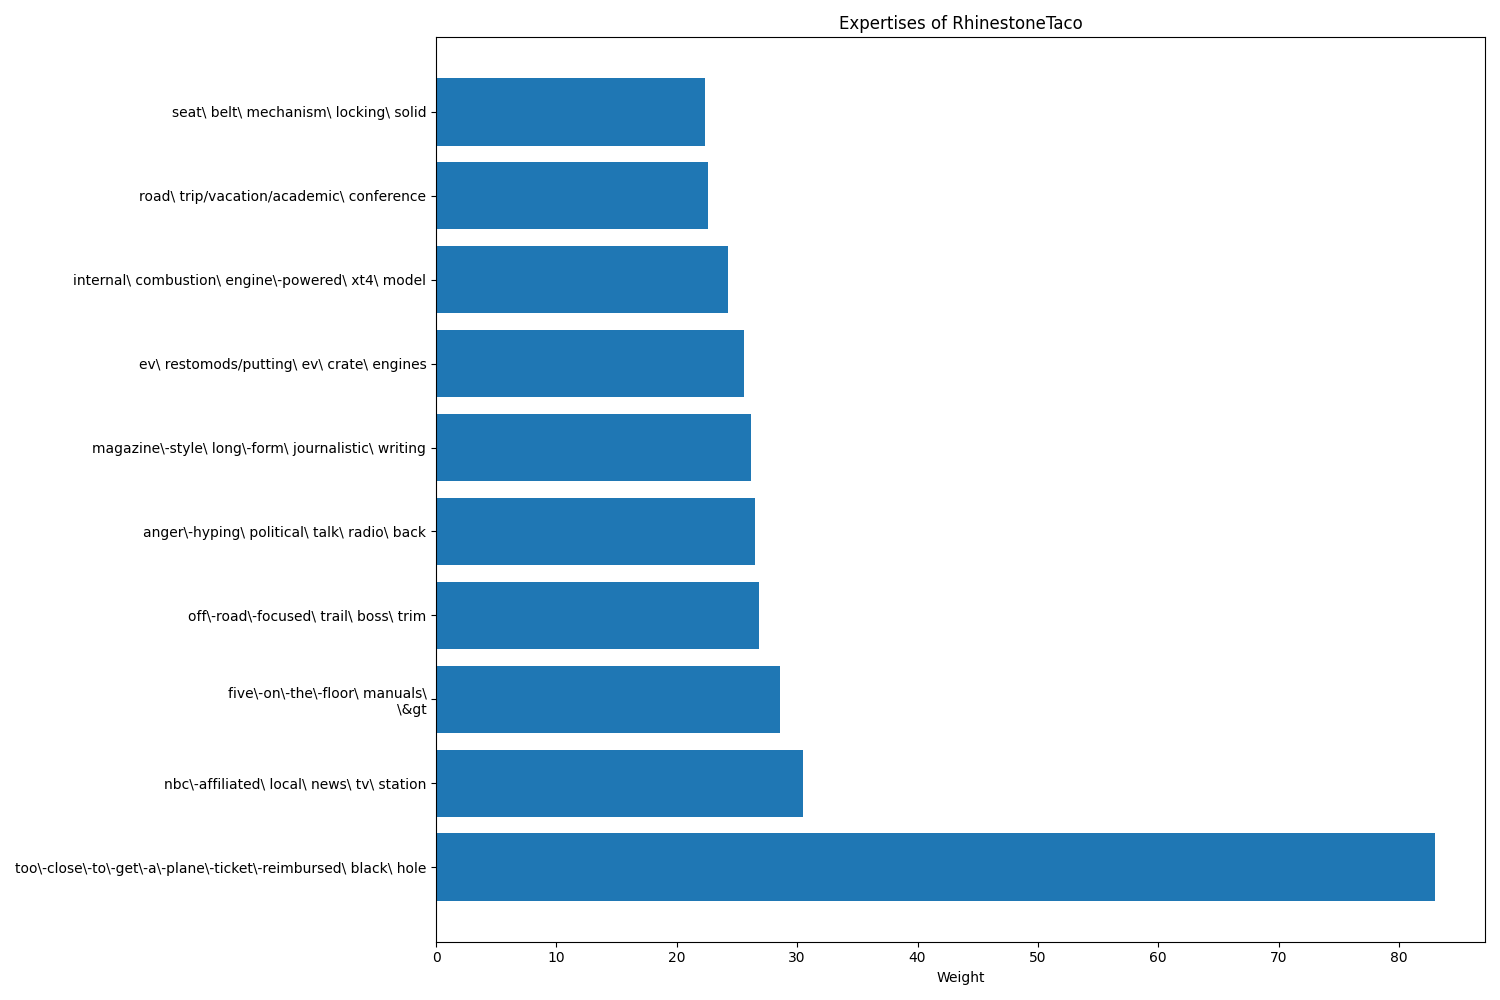 Expertises of RhinestoneTaco
seat\ belt\ mechanism\ locking\ solid
road\ trip/vacation/academic\ conference
internal\ combustion\ engine\-powered\ xt4\ model
ev\ restomods/putting\ ev\ crate\ engines
magazine\-style\ long\-form\ journalistic\ writing
anger\-hyping\ political\ talk\ radio\ back
off\-road\-focused\ trail\ boss\ trim
five\-on\-the\-floor\ manuals\
\&gt
nbc\-affiliated\ local\ news\ tv\ station
too\-close\-to\-get\-a\-plane\-ticket\-reimbursed\ black\ hole
0 10 20 30 40 50 60 70 80
Weight